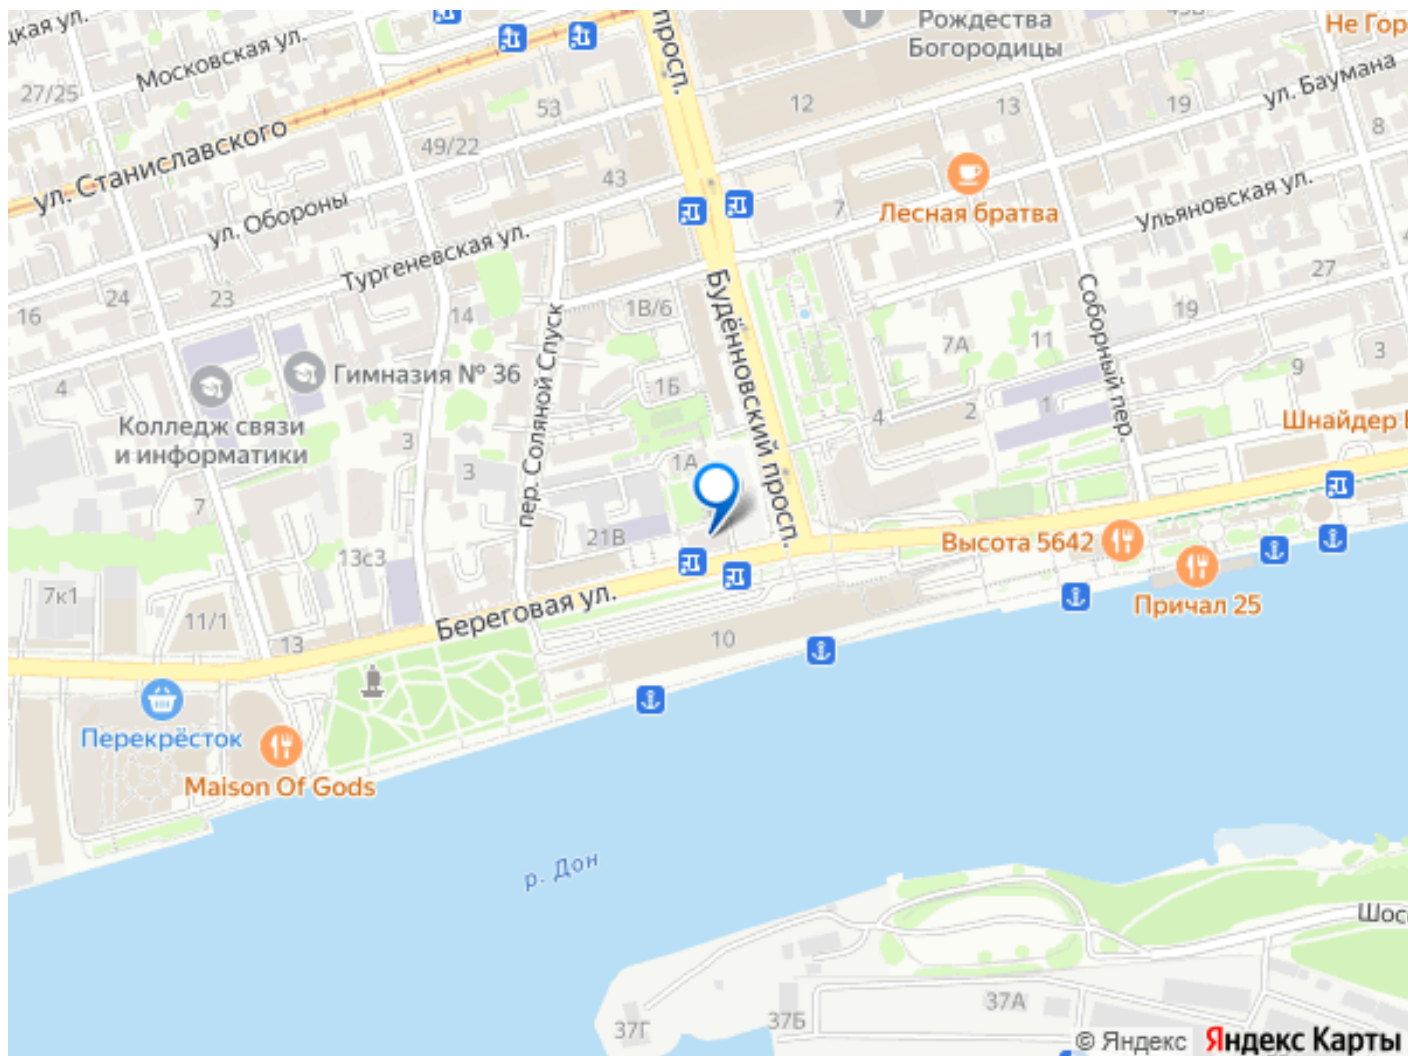 Рождества
Богородицы
Не Гор
просп.
цкая ул.
Московская ул.
27/25
ул. Станиславского
53
49/22
12
13
19
ул. Баумана
8
43
7
Лесная братва
Ульяновская ул.
ул. Обороны
Тургеневская ул.
16
24
23
14
1В/6
Будённовский просп.
Соборный пер.
27
19
11
7А
3
9
4
Гимназия № 36
Колледж связи
и информатики
пер. Соляной Спуск
1Б
4
2
1
Шнайдер
3
3
1А
7
21В
13с3
Высота 5642
Причал 25
7к1
11/1
13
Береговая ул.
10
Перекрёсток
Maison Of Gods
р. Дон
Шос
37Г
37Б
37А
© Яндекс Яндекс Карты